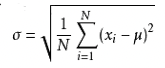 σ = √(1/N ∑_{i=1}^{N} (x_i − μ)²)